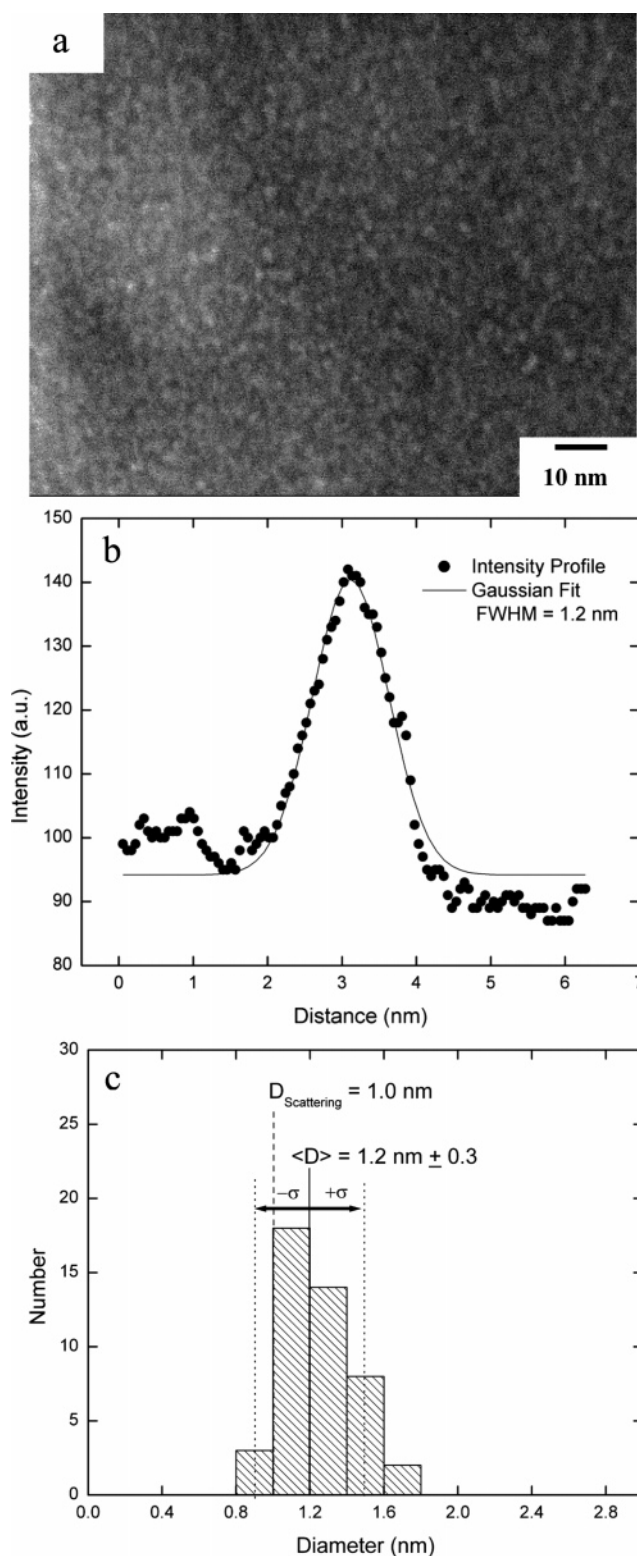 a
10 nm
b
150
140
130
120
110
100
90
80
Intensity (a.u.)
Intensity Profile
Gaussian Fit
FWHM = 1.2 nm
0 1 2 3 4 5 6 7
Distance (nm)
c
30
25
20
15
10
5
0
Number
D_Scattering = 1.0 nm
<D> = 1.2 nm ± 0.3
−σ +σ
0.0 0.4 0.8 1.2 1.6 2.0 2.4 2.8
Diameter (nm)